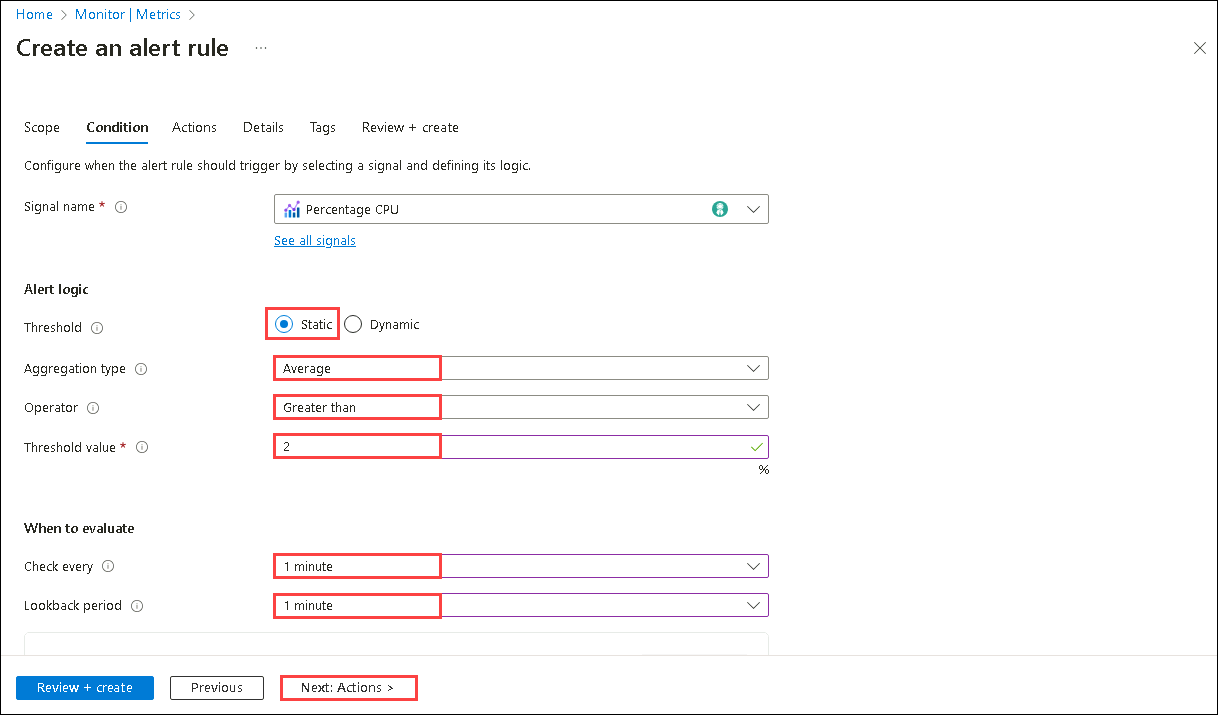 Home > Monitor | Metrics >
Create an alert rule ...
Scope Condition Actions Details Tags Review + create
Configure when the alert rule should trigger by selecting a signal and defining its logic.
Signal name * Percentage CPU
See all signals
Alert logic
Threshold Static Dynamic
Aggregation type Average
Operator Greater than
Threshold value * 2
%
When to evaluate
Check every 1 minute
Lookback period 1 minute
Review + create Previous Next: Actions >